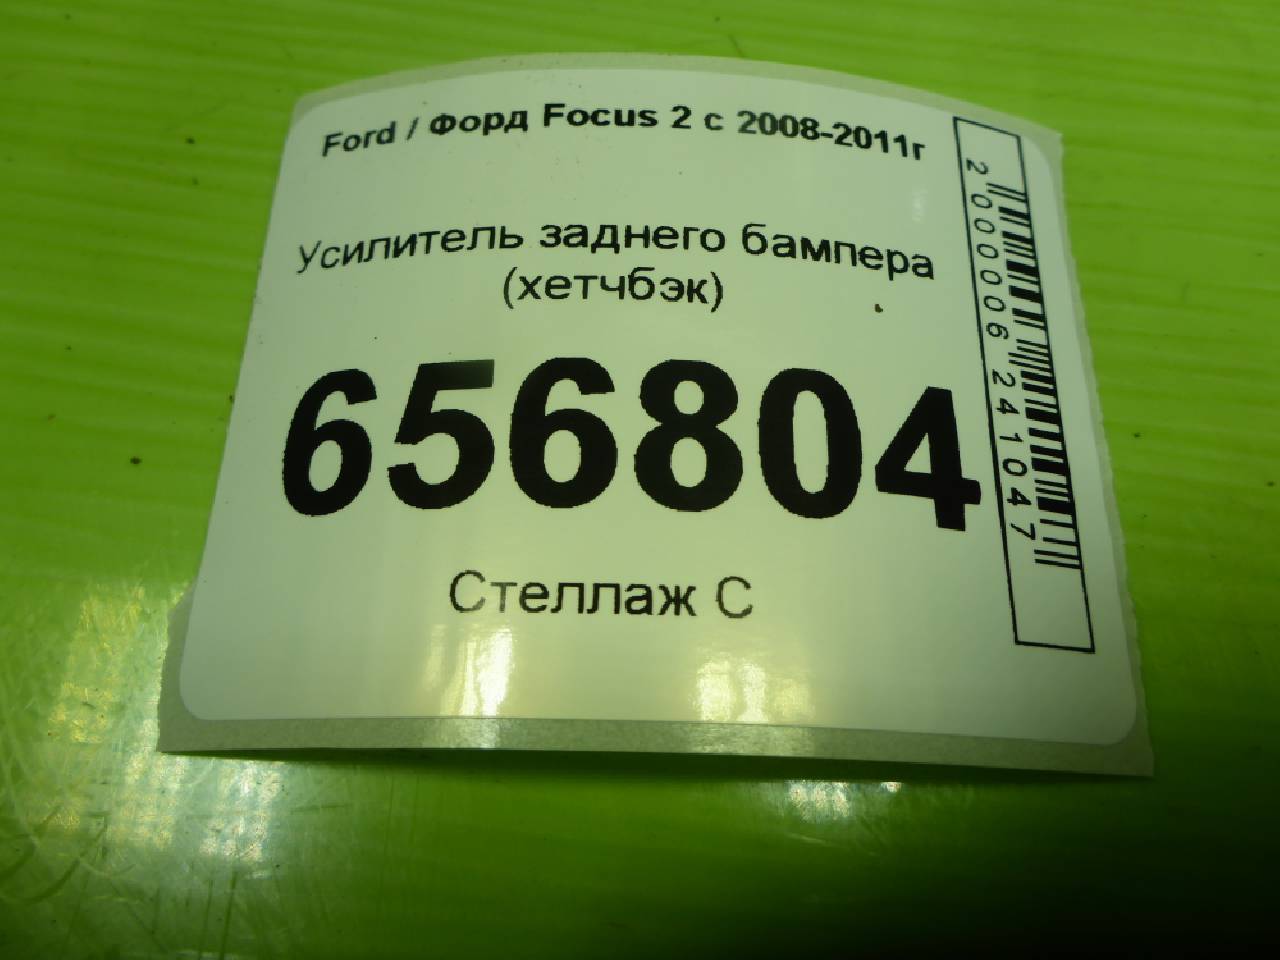 Ford / Форд Focus 2 с 2008-2011г
Усилитель заднего бампера
(хетчбэк)
656804
Стеллаж С
2000006241047